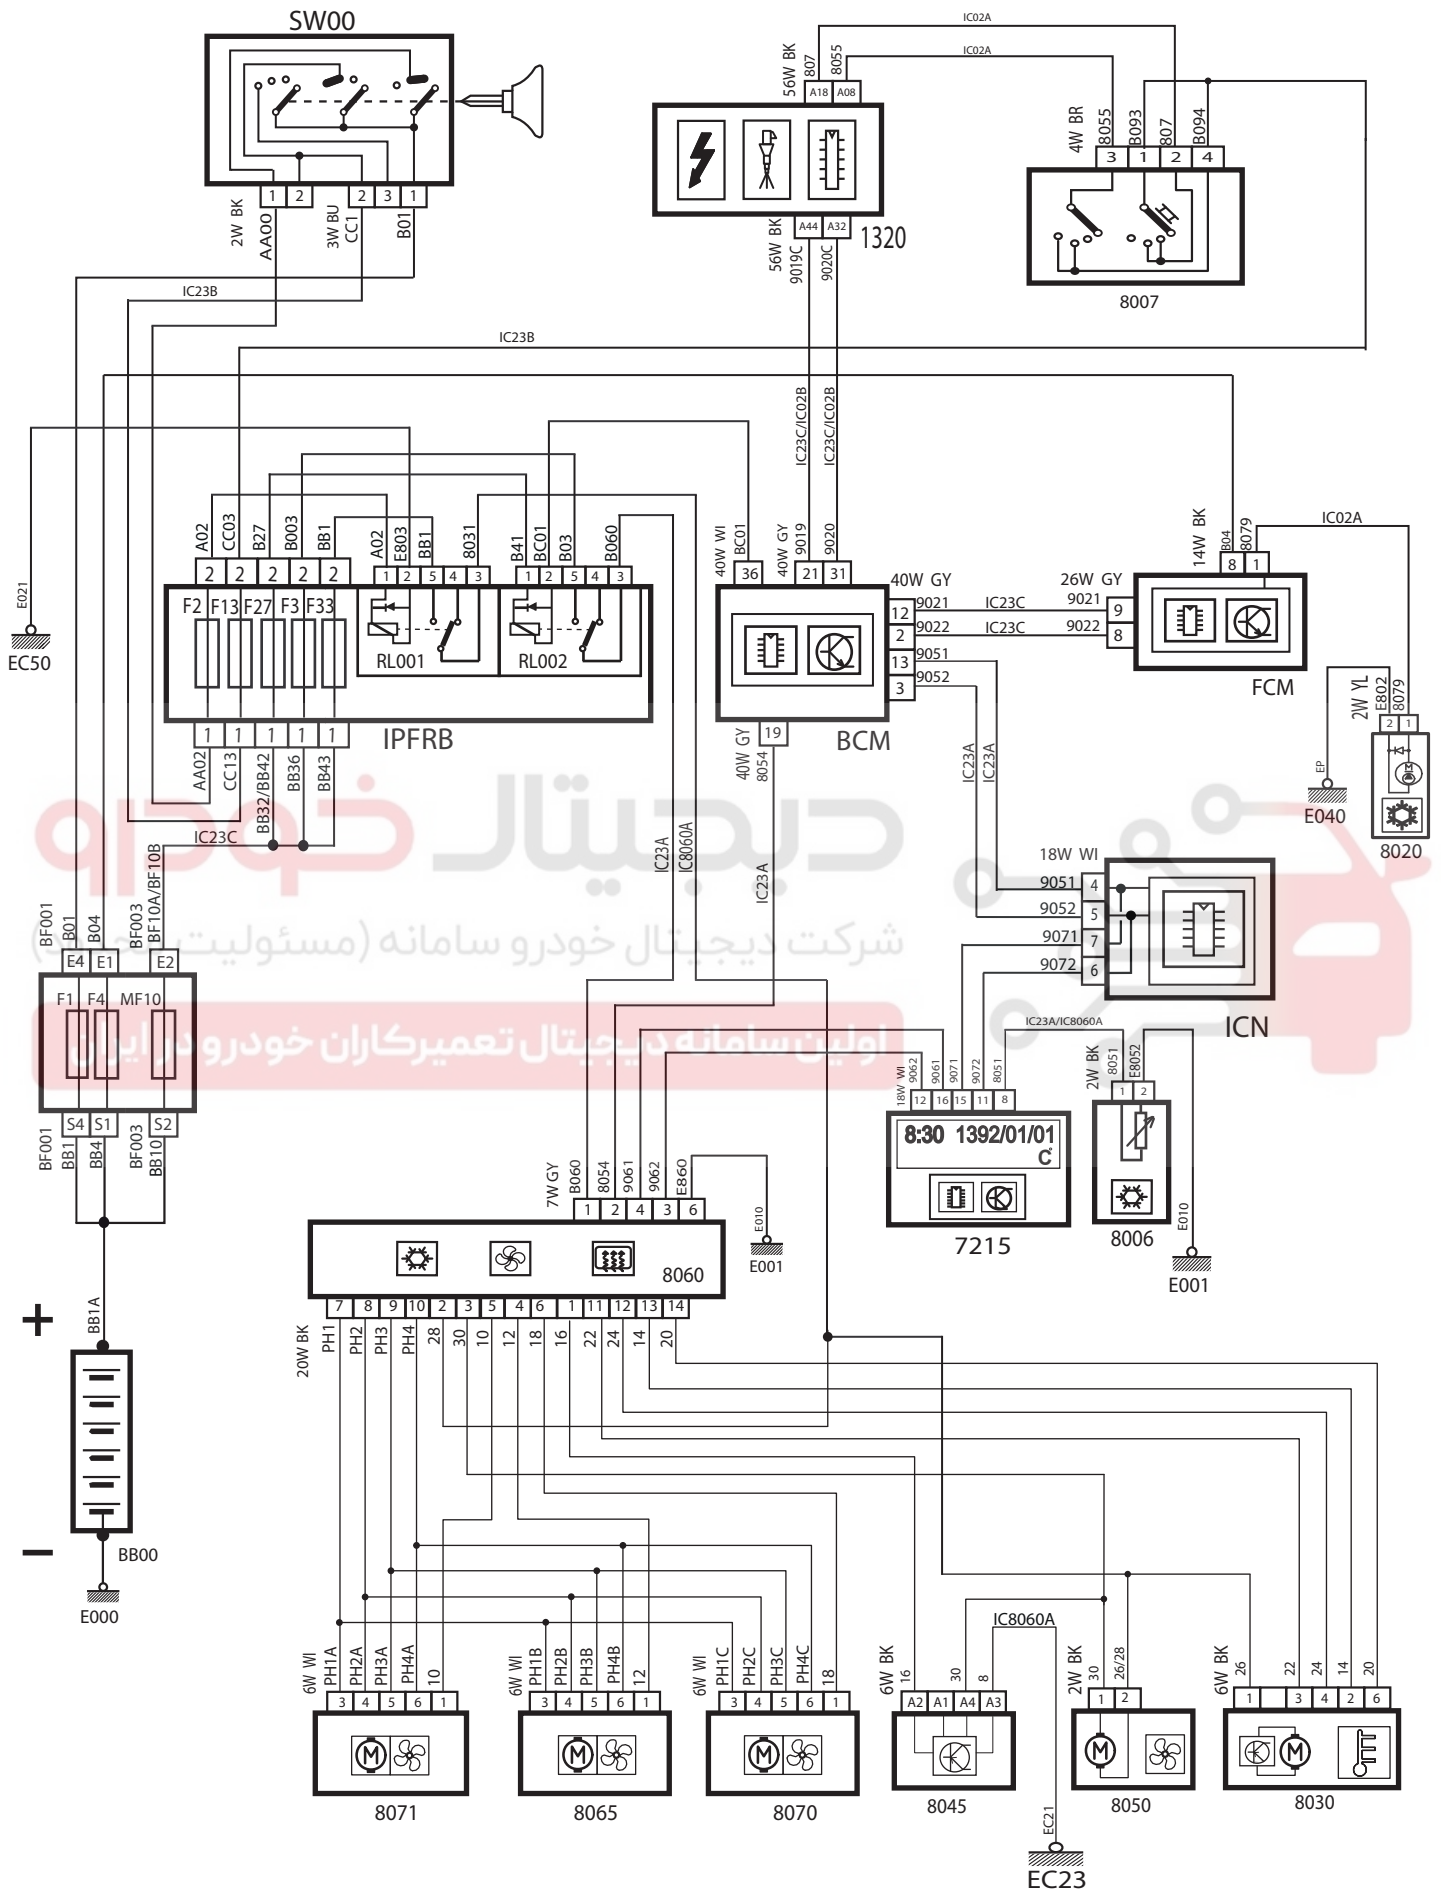 SW00
1 2 2 3 1
2W BK
AA00
3W BU
CC1
B01
IC23B
IC02A
IC02A
56W BK
807
8055
A18 A08
1320
56W BK
A44 A32
9019C
9020C
4W BR
8055
B093
807
B094
3 1 2 4
8007
IC23B
IC23C/IC02B
IC23C/IC02B
E021
EC50
A02
CC03
B27
B003
BB1
2 2 2 2 2
A02
E803
BB1
8031
1 2 5 4 3
B41
BC01
B03
B060
1 2 5 4 3
F2 F13 F27 F3 F33
RL001
RL002
1 1 1 1 1
IPFRB
AA02
CC13
BB32/BB42
BB36
BB43
IC23C
40W WI
BC01
36
40W GY
9019
9020
21 31
BCM
40W GY
12 9021 IC23C
2 9022 IC23C
13 9051
3 9052
19
40W GY
8054
14W BK
B04
8079
8 1
IC02A
26W GY
9021 9
9022 8
FCM
2W YL
E802
8079
2 1
8020
EP
E040
IC23A
IC23A
IC23A
IC8060A
IC23A
دیجیتال خودرو
شرکت دیجیتال خودرو سامانه (مسئولیت محدود)
اولین سامانه دیجیتال تعمیرکاران خودرو در ایران
18W WI
9051 4
9052 5
9071 7
9072 6
ICN
BF001
B01
B04
BF003
BF10A/BF10B
E4 E1 E2
F1 F4 MF10
S4 S1 S2
BF001
BB1
BB4
BF003
BB10
BB1A
+
−
BB00
E000
18W WI
9062
9061
9071
9072
8051
12 16 15 11 8
8:30 1392/01/01
C°
7215
IC23A/IC8060A
2W BK
8051
E8052
1 2
8006
E010
E001
7W GY
B060
8054
9061
9062
E860
1 2 4 3 6
E010
E001
8060
7 8 9 10 2 3 5 4 6 1 11 12 13 14
20W BK
PH1
PH2
PH3
PH4
28
30
10
12
18
16
22
24
14
20
6W WI
PH1A
PH2A
PH3A
PH4A
10
3 4 5 6 1
8071
6W WI
PH1B
PH2B
PH3B
PH4B
12
3 4 5 6 1
8065
6W WI
PH1C
PH2C
PH3C
PH4C
18
3 4 5 6 1
8070
IC8060A
6W BK
16
30
8
A2 A1 A4 A3
8045
EC21
EC23
2W BK
30
26/28
1 2
M
8050
6W BK
26
22
24
14
20
1 3 4 2 6
M
8030
M
M
M